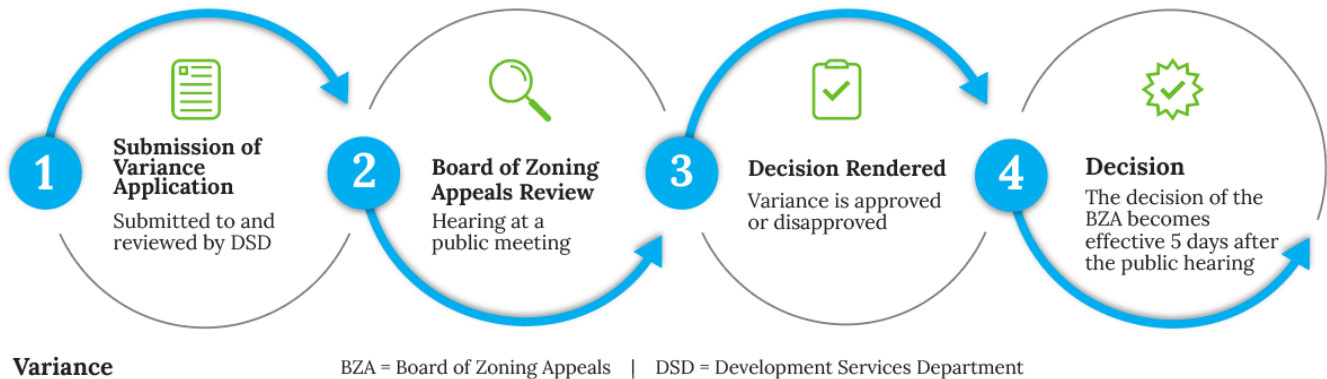 1
Submission of
Variance
Application
Submitted to and
reviewed by DSD
2
Board of Zoning
Appeals Review
Hearing at a
public meeting
3
Decision Rendered
Variance is approved
or disapproved
4
Decision
The decision of the
BZA becomes
effective 5 days after
the public hearing
Variance
BZA = Board of Zoning Appeals | DSD = Development Services Department